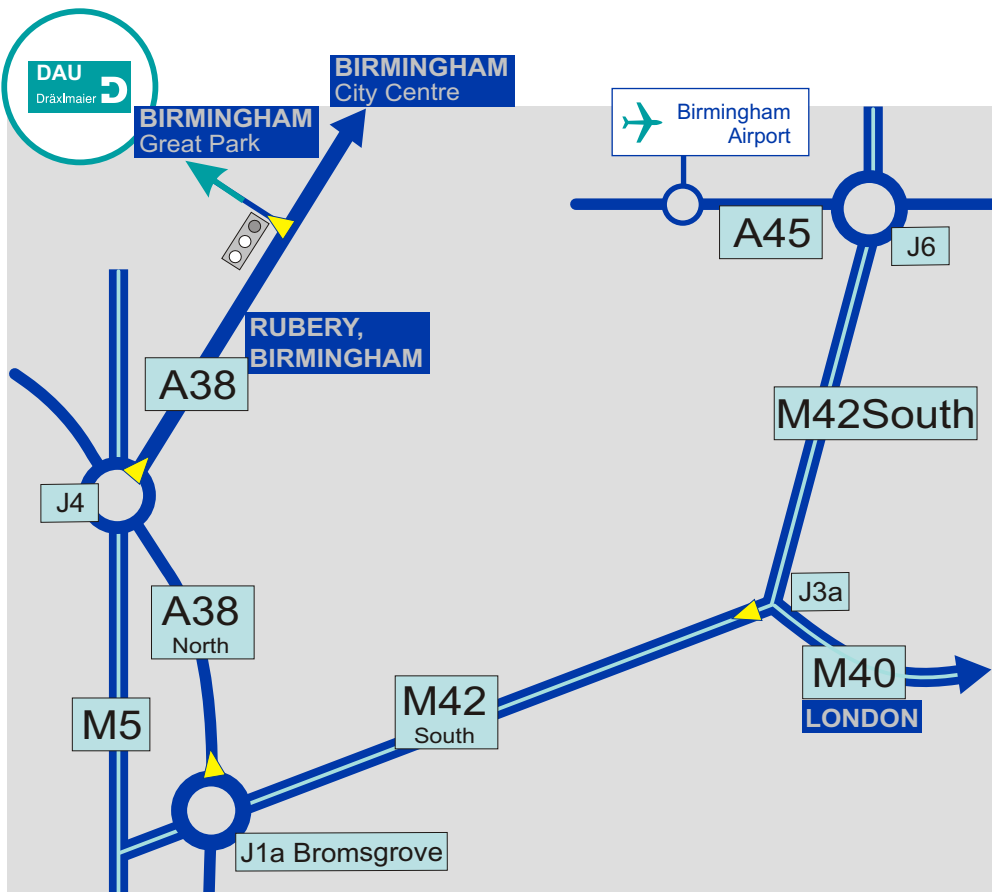 DAU
Dräxlmaier D
BIRMINGHAM
City Centre
BIRMINGHAM
Great Park
Birmingham
Airport
A45
J6
RUBERY,
BIRMINGHAM
A38
M42South
J4
J3a
A38
North
M40
LONDON
M42
South
M5
J1a Bromsgrove